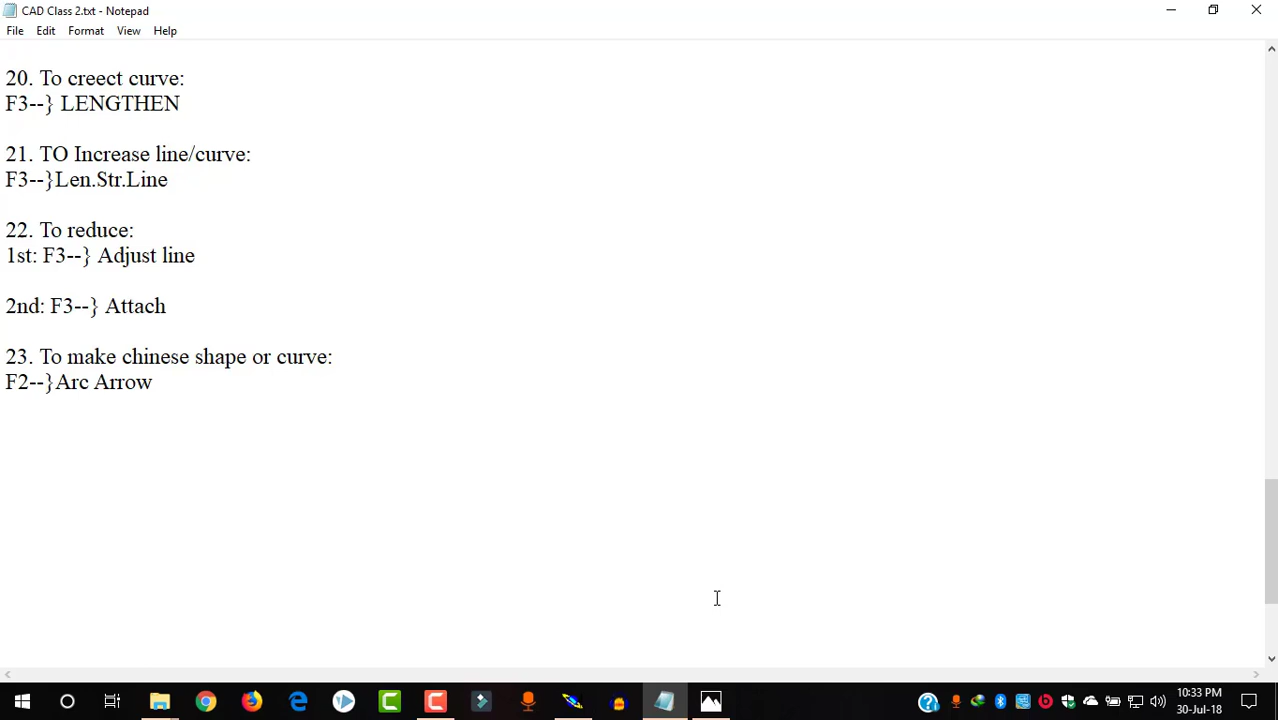 CAD Class 2.txt - Notepad
File Edit Format View Help
20. To creect curve:
F3--} LENGTHEN
21. TO Increase line/curve:
F3--}Len.Str.Line
22. To reduce:
1st: F3--} Adjust line
2nd: F3--} Attach
23. To make chinese shape or curve:
F2--}Arc Arrow
10:33 PM
30-Jul-18